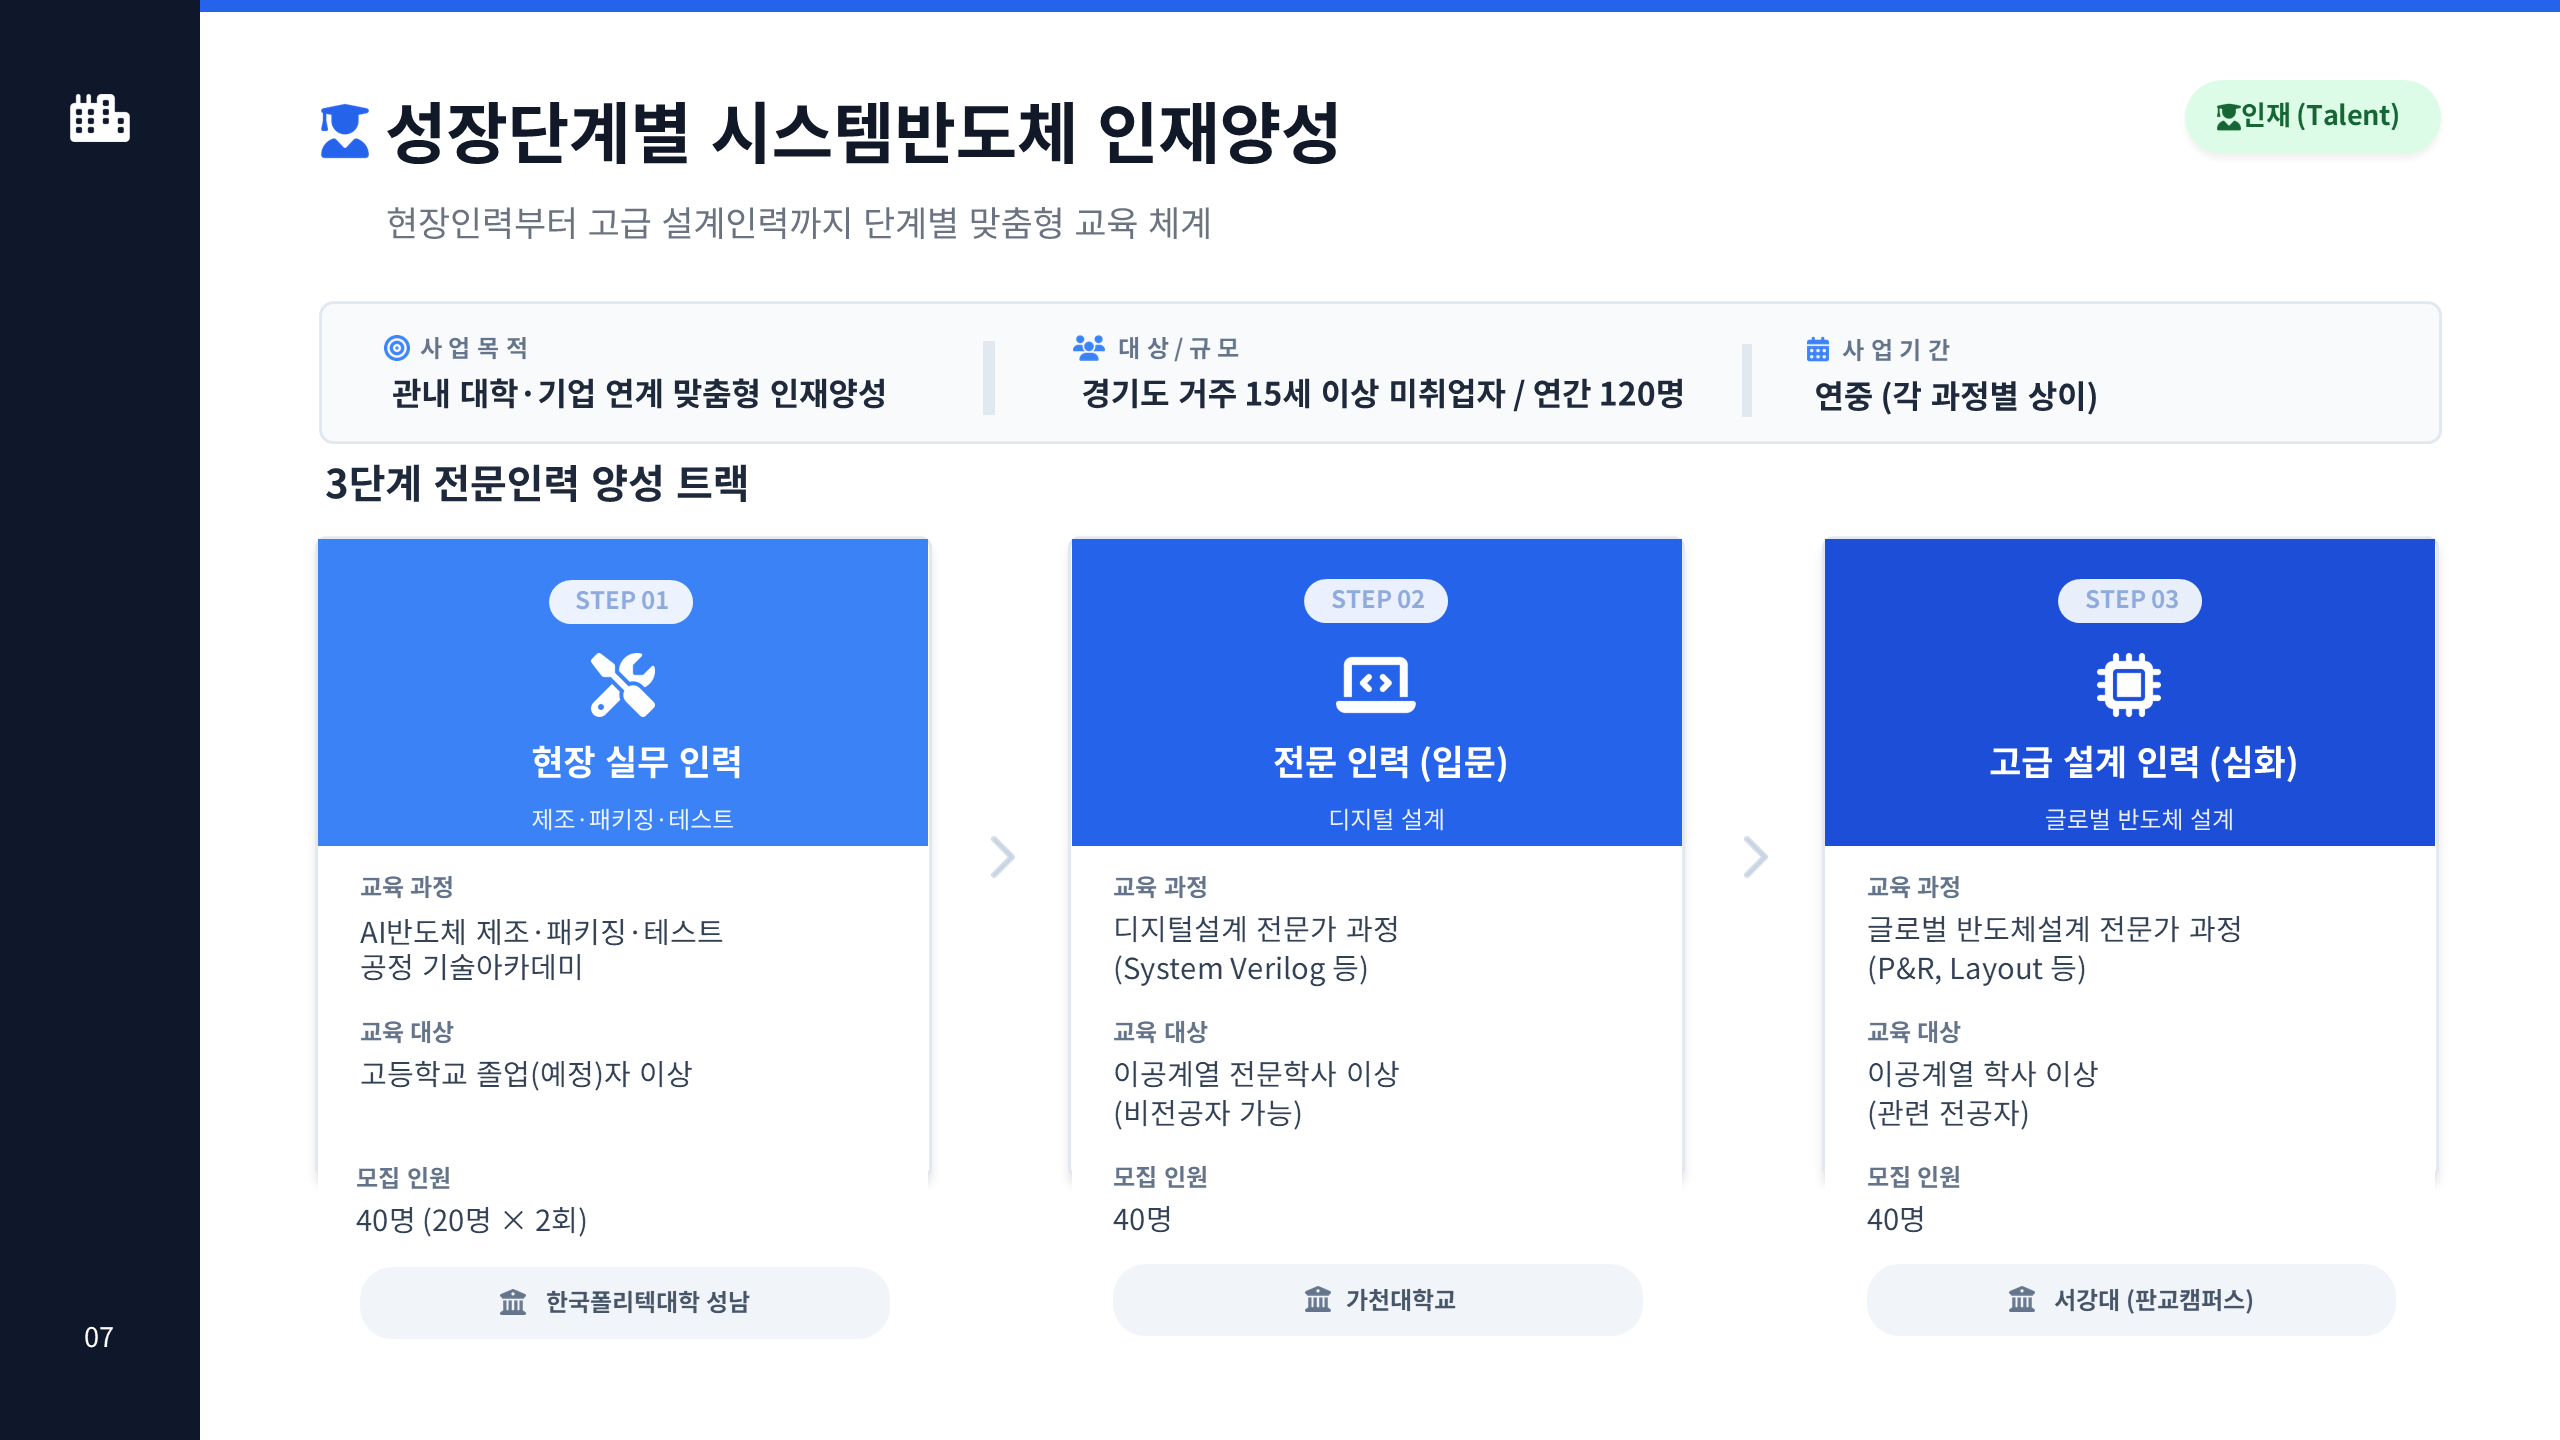 성장단계별 시스템반도체 인재양성
인재 (Talent)
현장인력부터 고급 설계인력까지 단계별 맞춤형 교육 체계
사업목적
관내 대학·기업 연계 맞춤형 인재양성
대상/규모
경기도 거주 15세 이상 미취업자 / 연간 120명
사업기간
연중 (각 과정별 상이)
3단계 전문인력 양성 트랙
STEP 01
현장 실무 인력
제조·패키징·테스트
교육 과정
AI반도체 제조·패키징·테스트
공정 기술아카데미
교육 대상
고등학교 졸업(예정)자 이상
모집 인원
40명 (20명 × 2회)
한국폴리텍대학 성남
STEP 02
전문 인력 (입문)
디지털 설계
교육 과정
디지털설계 전문가 과정
(System Verilog 등)
교육 대상
이공계열 전문학사 이상
(비전공자 가능)
모집 인원
40명
가천대학교
STEP 03
고급 설계 인력 (심화)
글로벌 반도체 설계
교육 과정
글로벌 반도체설계 전문가 과정
(P&R, Layout 등)
교육 대상
이공계열 학사 이상
(관련 전공자)
모집 인원
40명
서강대 (판교캠퍼스)
07